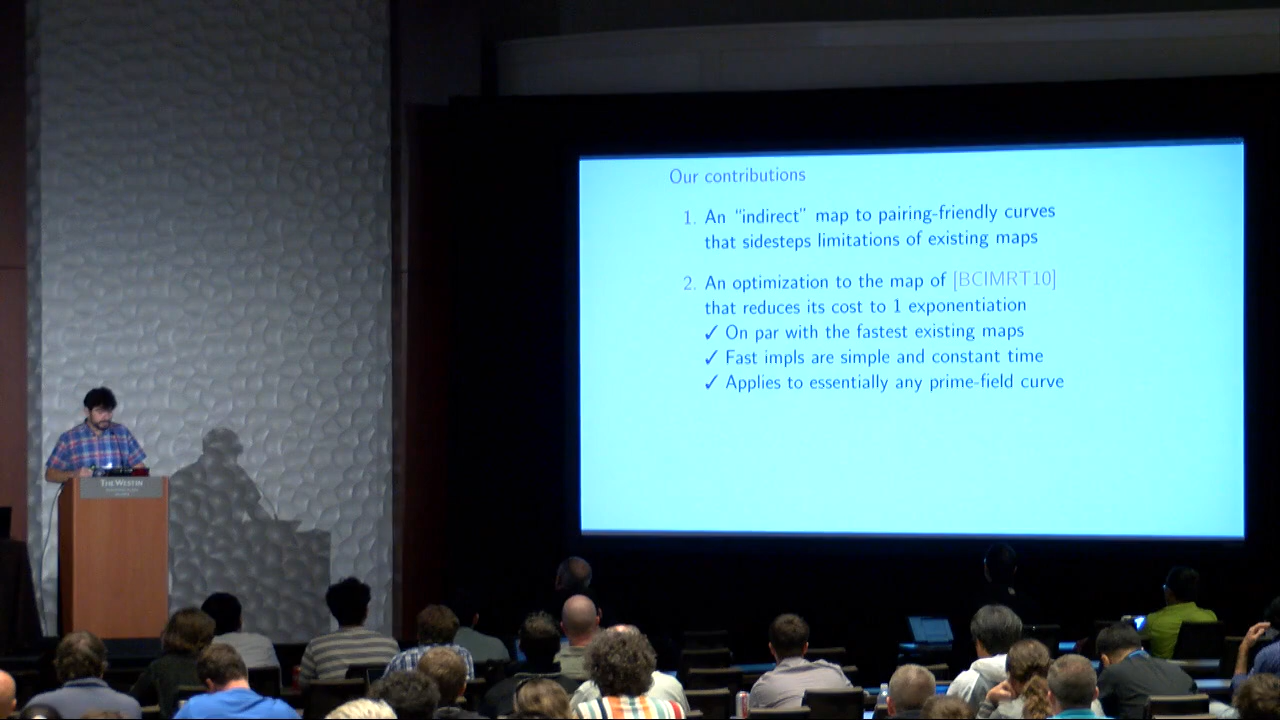 Our contributions
1. An "indirect" map to pairing-friendly curves
that sidesteps limitations of existing maps
2. An optimization to the map of [BCIMRT10]
that reduces its cost to 1 exponentiation
✓ On par with the fastest existing maps
✓ Fast impls are simple and constant time
✓ Applies to essentially any prime-field curve
THE WESTIN